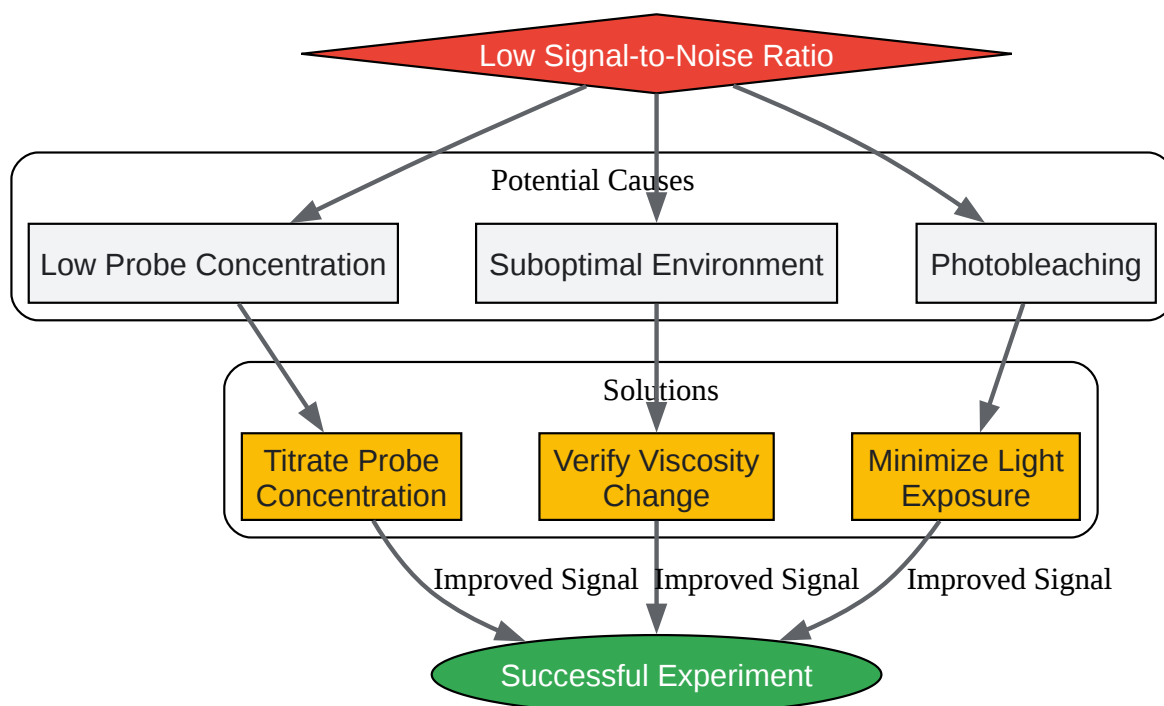 Low Signal-to-Noise Ratio
Potential Causes
Low Probe Concentration
Suboptimal Environment
Photobleaching
Solutions
Titrate Probe
Concentration
Verify Viscosity
Change
Minimize Light
Exposure
Improved Signal
Improved Signal
Improved Signal
Successful Experiment